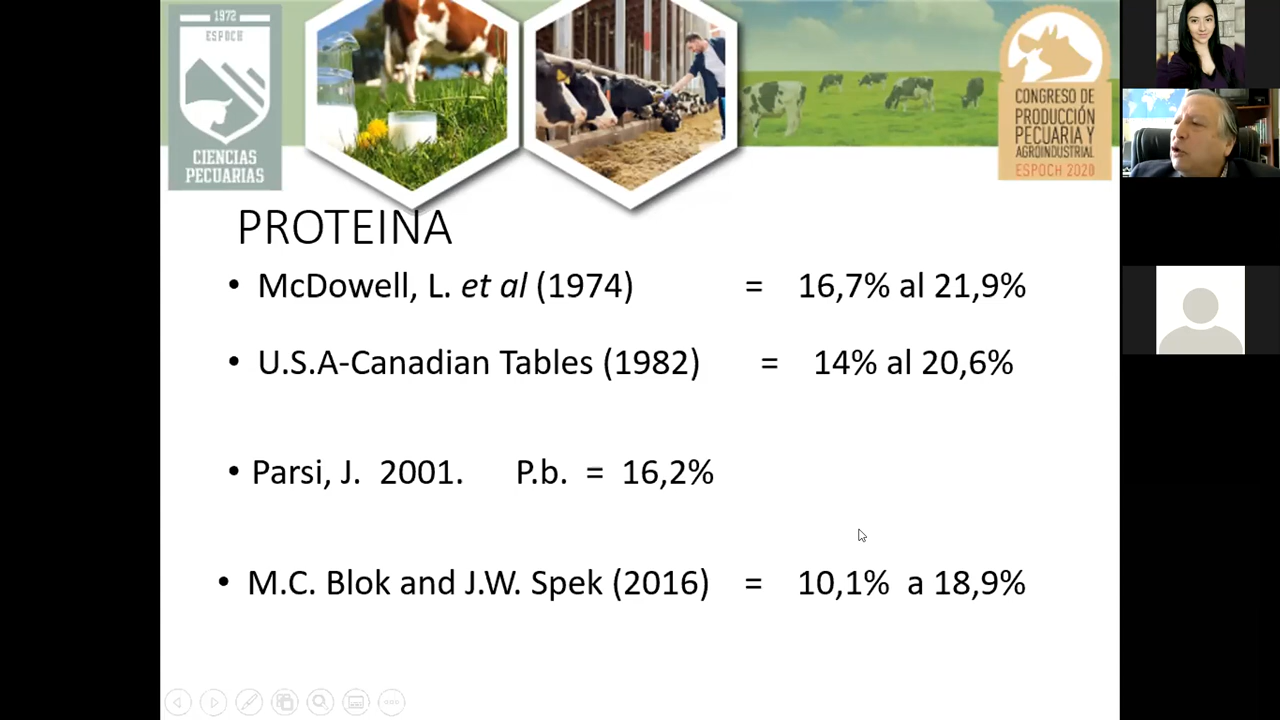 1972
ESPOCH
CIENCIAS
PECUARIAS
CONGRESO DE
PRODUCCIÓN
PECUARIA Y
AGROINDUSTRIAL
ESPOCH 2020
PROTEINA
• McDowell, L. et al (1974) = 16,7% al 21,9%
• U.S.A-Canadian Tables (1982) = 14% al 20,6%
• Parsi, J. 2001. P.b. = 16,2%
• M.C. Blok and J.W. Spek (2016) = 10,1% a 18,9%